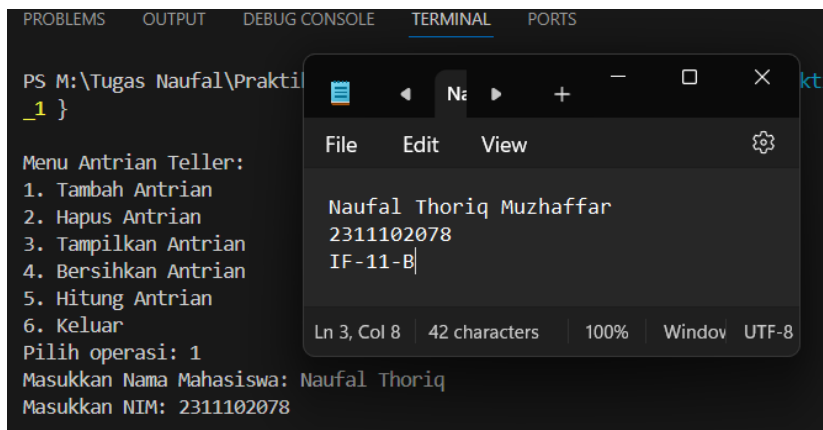 PROBLEMS OUTPUT DEBUG CONSOLE TERMINAL PORTS
PS M:\Tugas Naufal\Prakti
_1 }
Menu Antrian Teller:
1. Tambah Antrian
2. Hapus Antrian
3. Tampilkan Antrian
4. Bersihkan Antrian
5. Hitung Antrian
6. Keluar
Pilih operasi: 1
Masukkan Nama Mahasiswa: Naufal Thoriq
Masukkan NIM: 2311102078
Na
File Edit View
Naufal Thoriq Muzhaffar
2311102078
IF-11-B
Ln 3, Col 8 42 characters 100% Window UTF-8